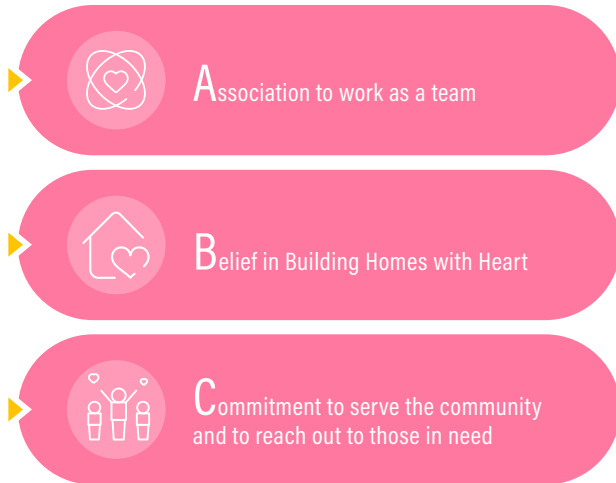 Association to work as a team
Belief in Building Homes with Heart
Commitment to serve the community
and to reach out to those in need